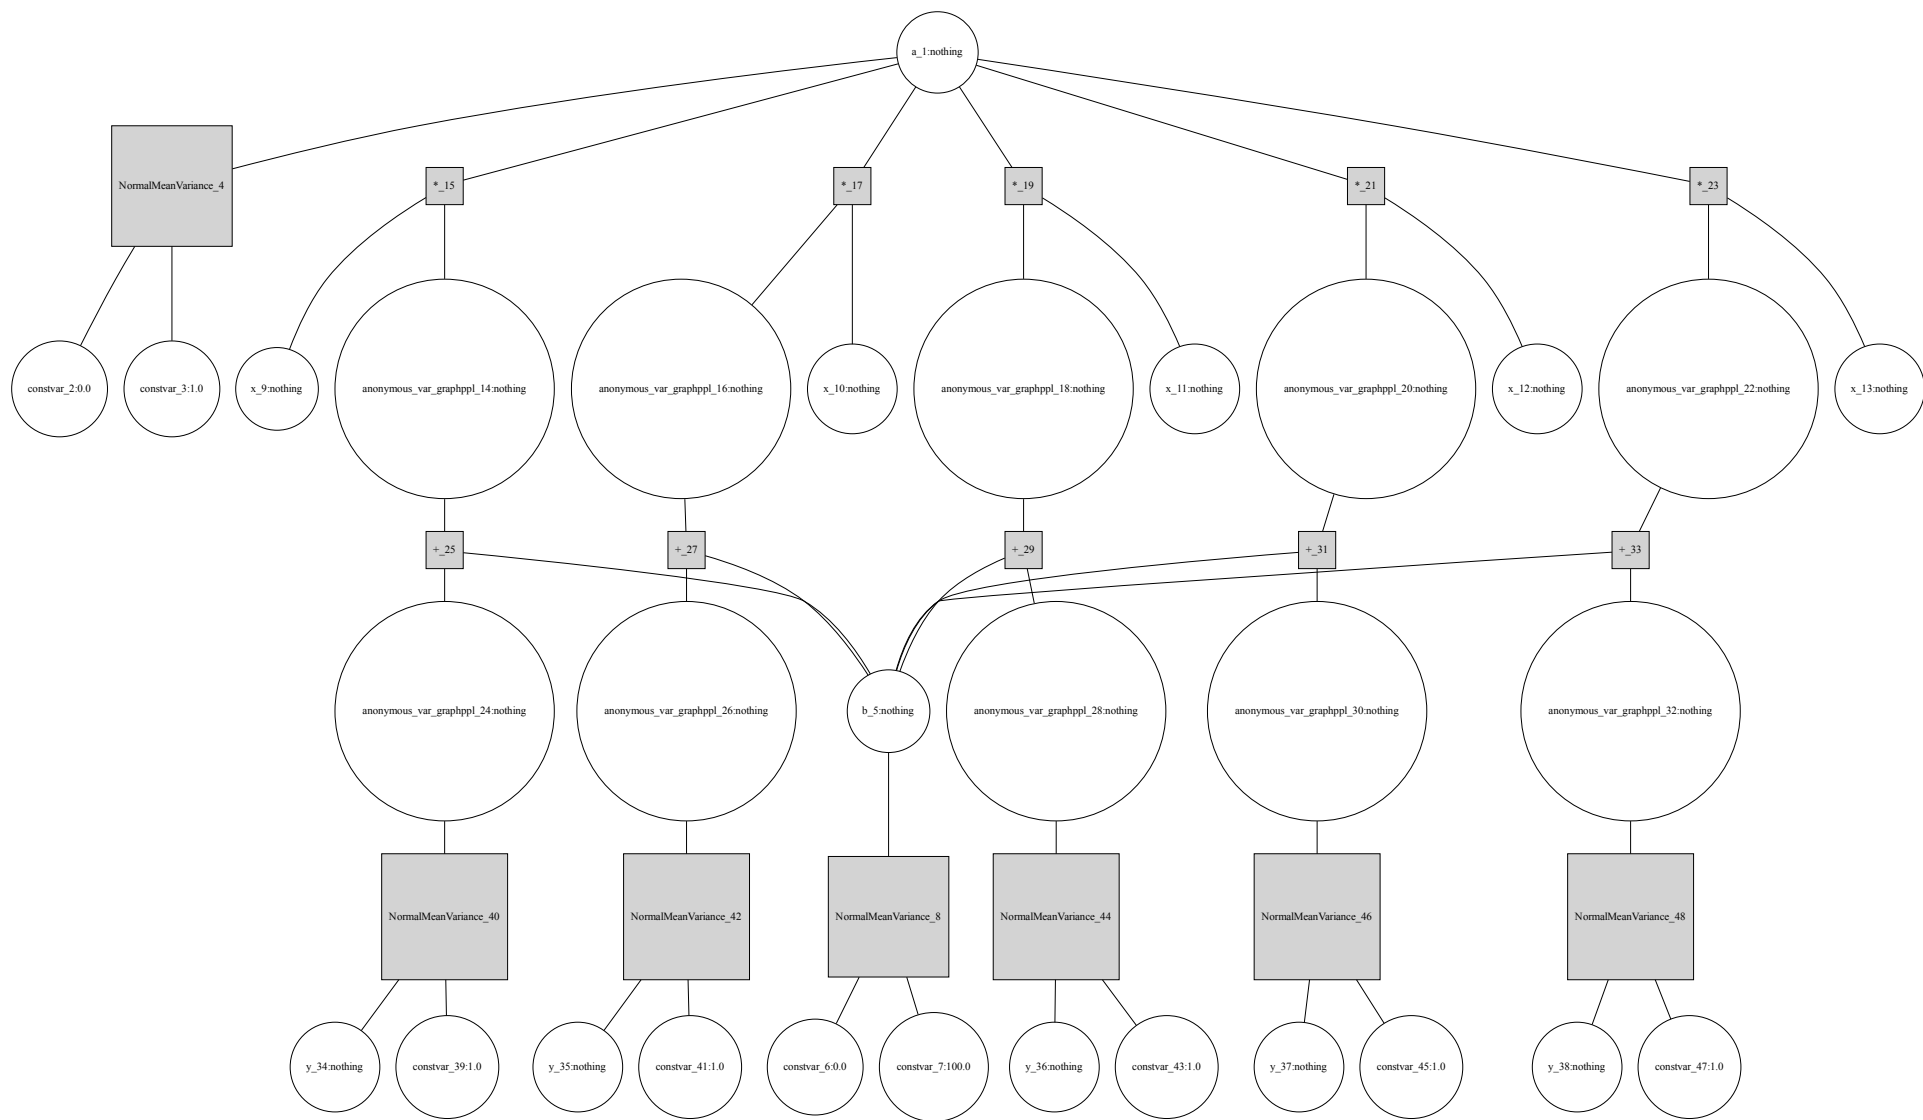 a_1:nothing
NormalMeanVariance_4
*_15
*_17
*_19
*_21
*_23
constvar_2:0.0
constvar_3:1.0
x_9:nothing
anonymous_var_graphppl_14:nothing
anonymous_var_graphppl_16:nothing
x_10:nothing
anonymous_var_graphppl_18:nothing
x_11:nothing
anonymous_var_graphppl_20:nothing
x_12:nothing
anonymous_var_graphppl_22:nothing
x_13:nothing
+_25
+_27
+_29
+_31
+_33
anonymous_var_graphppl_24:nothing
anonymous_var_graphppl_26:nothing
b_5:nothing
anonymous_var_graphppl_28:nothing
anonymous_var_graphppl_30:nothing
anonymous_var_graphppl_32:nothing
NormalMeanVariance_40
NormalMeanVariance_42
NormalMeanVariance_8
NormalMeanVariance_44
NormalMeanVariance_46
NormalMeanVariance_48
y_34:nothing
constvar_39:1.0
y_35:nothing
constvar_41:1.0
constvar_6:0.0
constvar_7:100.0
y_36:nothing
constvar_43:1.0
y_37:nothing
constvar_45:1.0
y_38:nothing
constvar_47:1.0